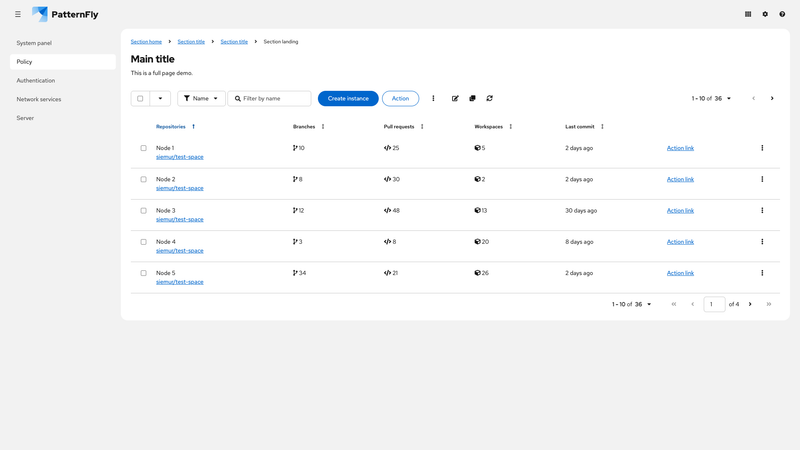 PatternFly
System panel
Policy
Authentication
Network services
Server
Section home Section title Section title Section landing
Main title
This is a full page demo.
Name Filter by name Create instance Action 1 - 10 of 36
Repositories Branches Pull requests Workspaces Last commit
Node 1 10 25 5 2 days ago Action link
siemur/test-space
Node 2 8 30 2 2 days ago Action link
siemur/test-space
Node 3 12 48 13 30 days ago Action link
siemur/test-space
Node 4 3 8 20 8 days ago Action link
siemur/test-space
Node 5 34 21 26 2 days ago Action link
siemur/test-space
1 - 10 of 36 1 of 4